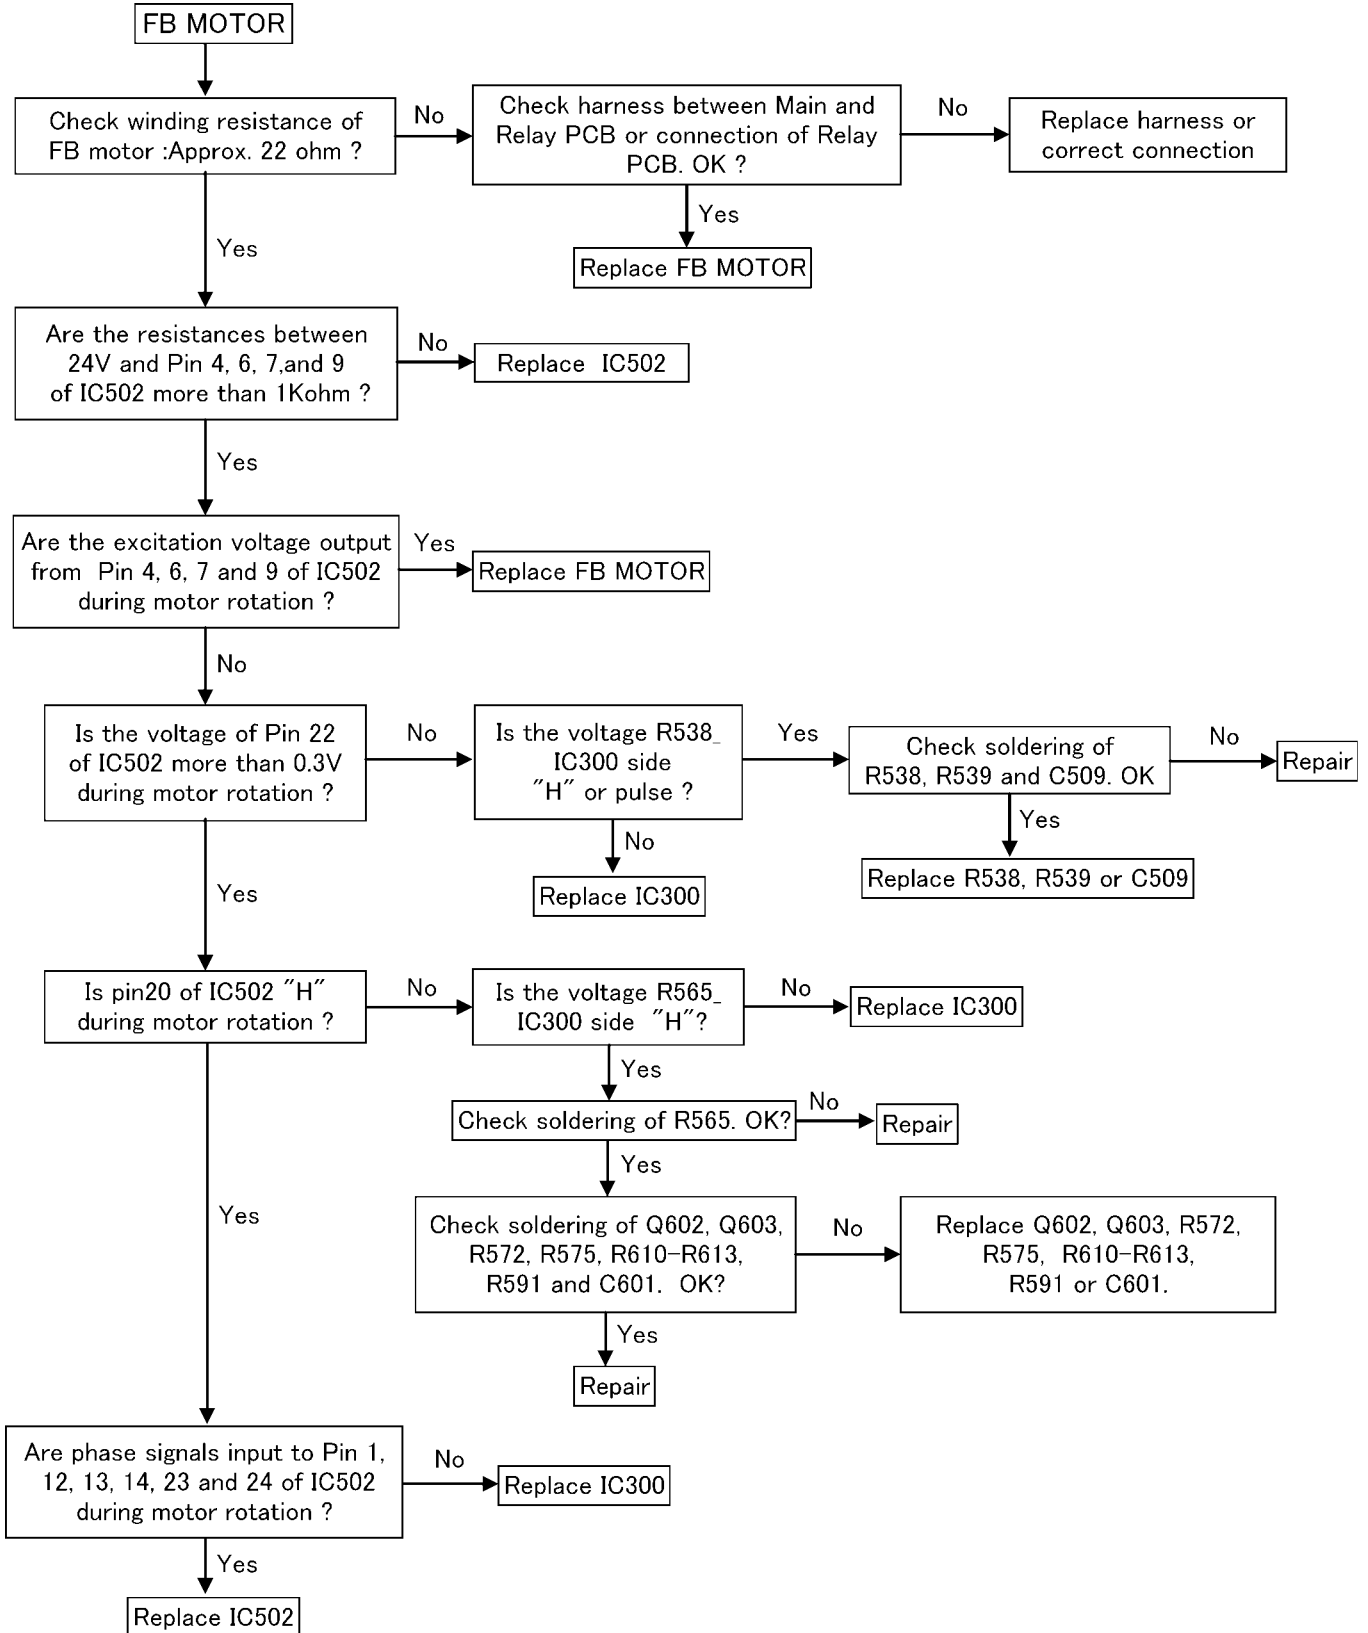 FB MOTOR
Check winding resistance of
FB motor :Approx. 22 ohm ?
No
Check harness between Main and
Relay PCB or connection of Relay
PCB. OK ?
No
Replace harness or
correct connection
Yes
Replace FB MOTOR
Yes
Are the resistances between
24V and Pin 4, 6, 7,and 9
of IC502 more than 1Kohm ?
No
Replace IC502
Yes
Are the excitation voltage output
from Pin 4, 6, 7 and 9 of IC502
during motor rotation ?
Yes
Replace FB MOTOR
No
Is the voltage of Pin 22
of IC502 more than 0.3V
during motor rotation ?
No
Is the voltage R538_
IC300 side
"H" or pulse ?
Yes
Check soldering of
R538, R539 and C509. OK
No
Repair
Yes
Replace R538, R539 or C509
No
Replace IC300
Yes
Is pin20 of IC502 "H"
during motor rotation ?
No
Is the voltage R565_
IC300 side "H"?
No
Replace IC300
Yes
Check soldering of R565. OK?
No
Repair
Yes
Check soldering of Q602, Q603,
R572, R575, R610-R613,
R591 and C601. OK?
No
Replace Q602, Q603, R572,
R575, R610-R613,
R591 or C601.
Yes
Repair
Yes
Are phase signals input to Pin 1,
12, 13, 14, 23 and 24 of IC502
during motor rotation ?
No
Replace IC300
Yes
Replace IC502